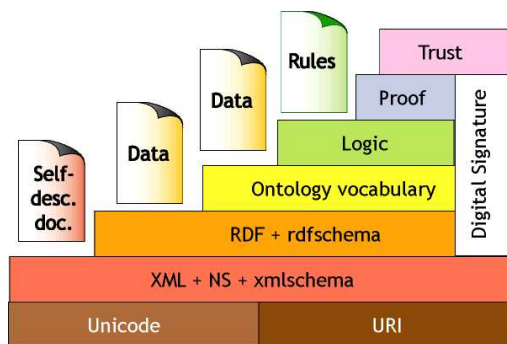 Trust
Rules
Proof
Data
Logic
Data
Digital Signature
Self-
desc.
doc.
Ontology vocabulary
RDF + rdfschema
XML + NS + xmlschema
Unicode
URI